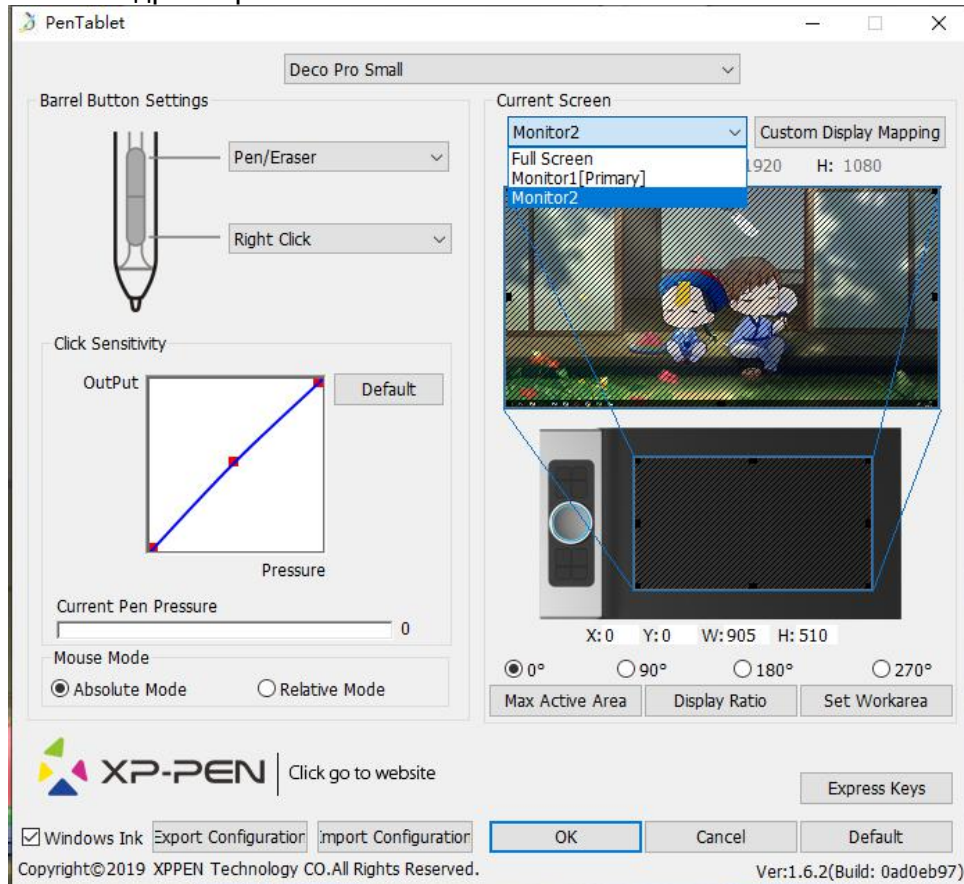 PenTablet
Deco Pro Small
Barrel Button Settings
Pen/Eraser
Right Click
Click Sensitivity
OutPut
Default
Pressure
Current Pen Pressure
0
Mouse Mode
Absolute Mode
Relative Mode
Current Screen
Monitor2
Custom Display Mapping
Full Screen
Monitor1[Primary]
Monitor2
1920 H: 1080
X: 0 Y: 0 W: 905 H: 510
0° 90° 180° 270°
Max Active Area
Display Ratio
Set Workarea
XP-PEN
Click go to website
Express Keys
Windows Ink
Export Configuration
Import Configuration
OK
Cancel
Default
Copyright©2019 XPPEN Technology CO.All Rights Reserved.
Ver:1.6.2(Build: 0ad0eb97)